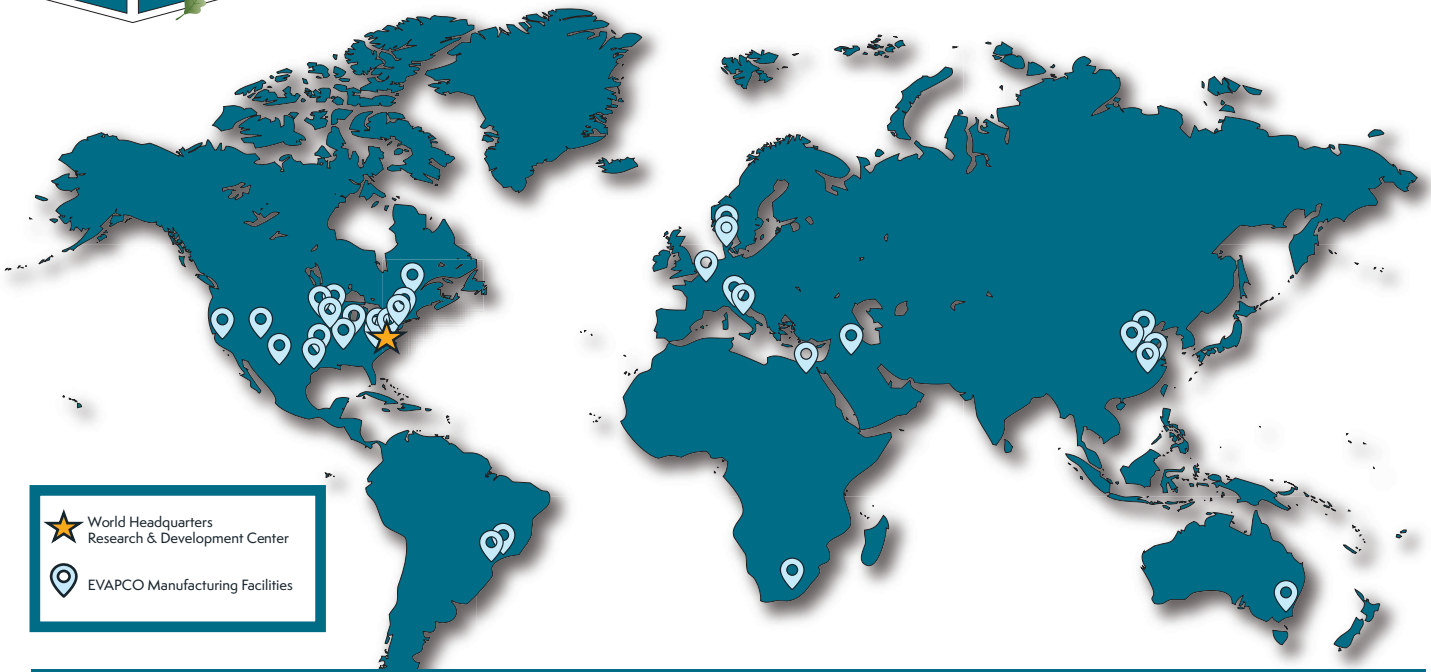 World Headquarters
Research & Development Center
EVAPCO Manufacturing Facilities